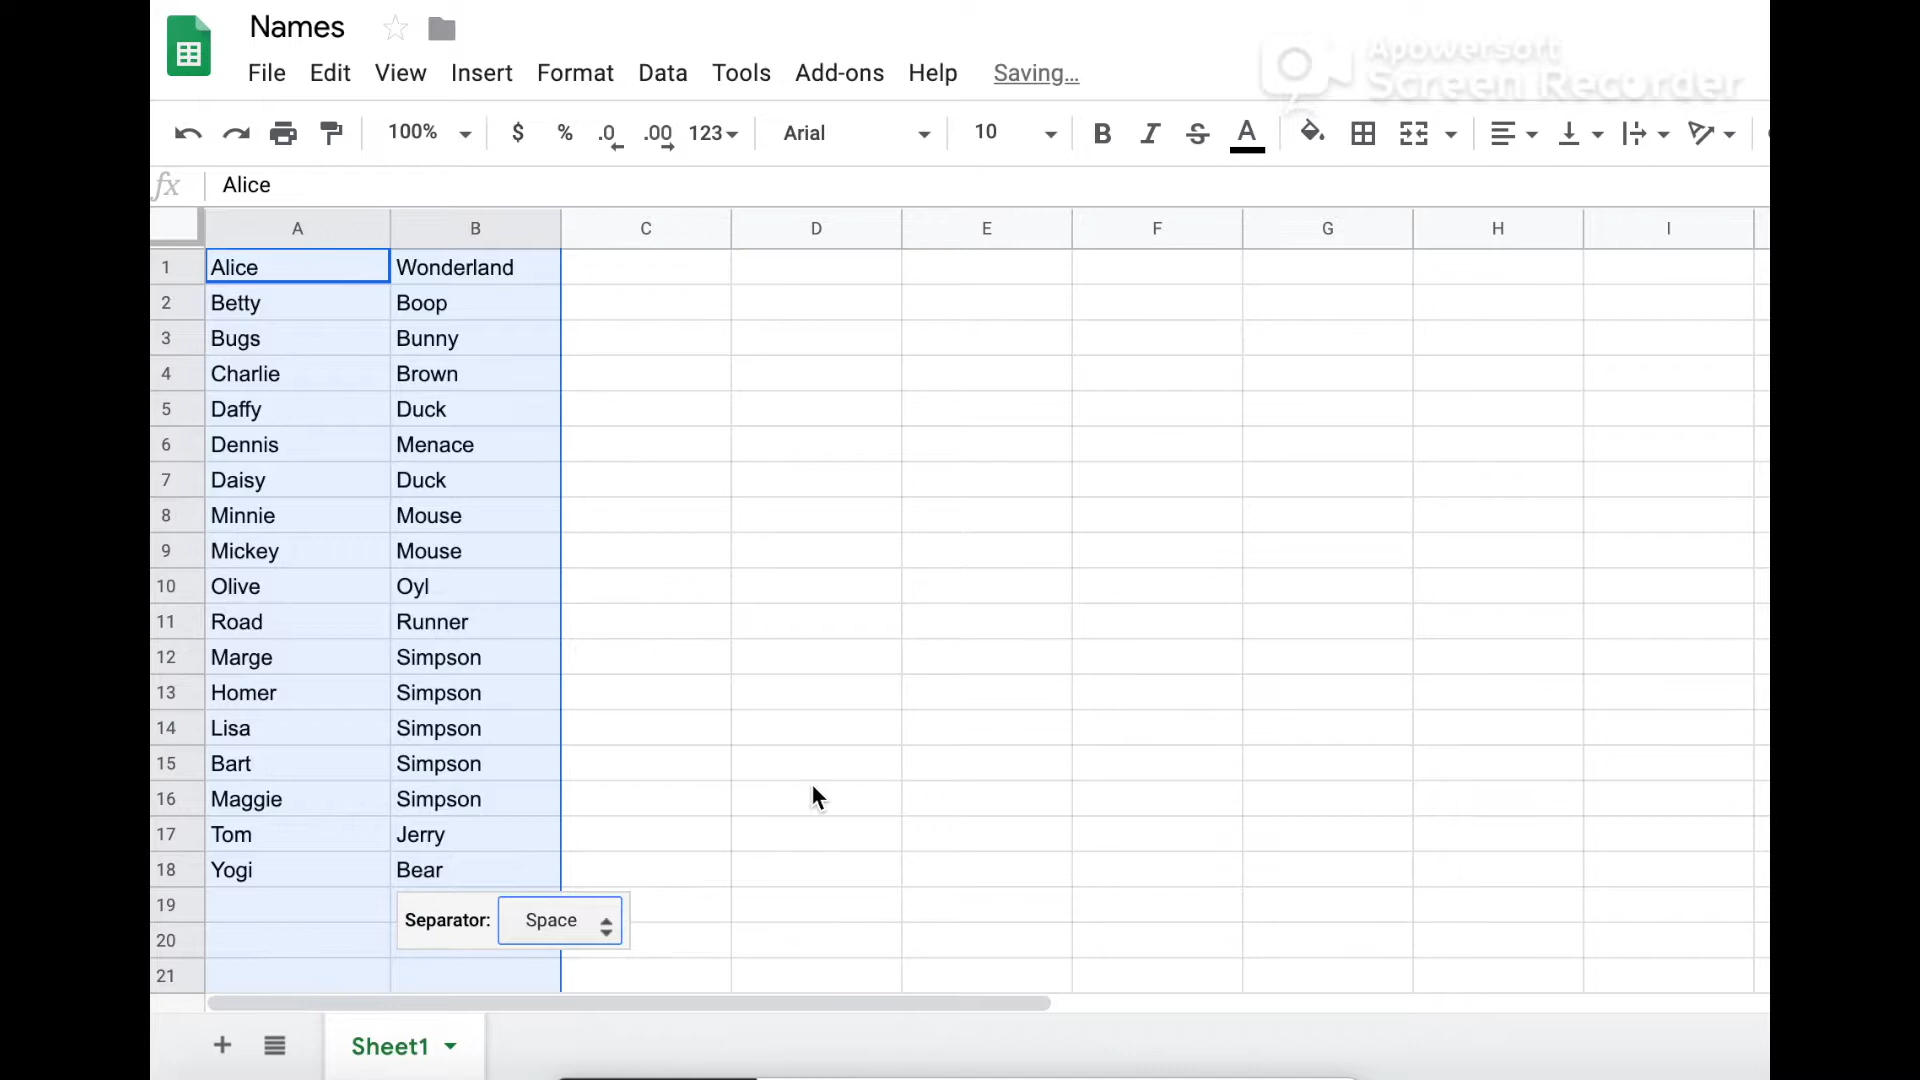 Names
Apowersoft
Screen Recorder
File Edit View Insert Format Data Tools Add-ons Help Saving...
100% $ % .0 .00 123 Arial 10 B I S A
fx Alice
A B C D E F G H I
1 Alice Wonderland
2 Betty Boop
3 Bugs Bunny
4 Charlie Brown
5 Daffy Duck
6 Dennis Menace
7 Daisy Duck
8 Minnie Mouse
9 Mickey Mouse
10 Olive Oyl
11 Road Runner
12 Marge Simpson
13 Homer Simpson
14 Lisa Simpson
15 Bart Simpson
16 Maggie Simpson
17 Tom Jerry
18 Yogi Bear
19
Separator: Space
20
21
Sheet1